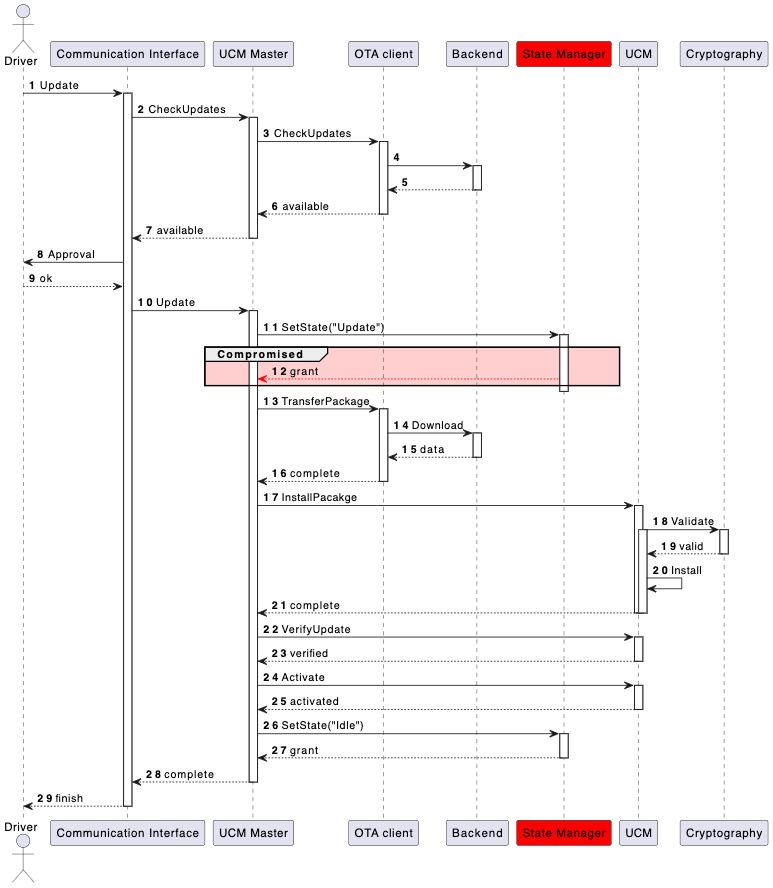 Driver
Communication Interface
UCM Master
OTA client
Backend
State Manager
UCM
Cryptography
1 Update
2 CheckUpdates
3 CheckUpdates
4
5
6 available
7 available
8 Approval
9 ok
10 Update
11 SetState("Update")
Compromised
12 grant
13 TransferPackage
14 Download
15 data
16 complete
17 InstallPacakge
18 Validate
19 valid
20 Install
21 complete
22 VerifyUpdate
23 verified
24 Activate
25 activated
26 SetState("Idle")
27 grant
28 complete
29 finish
Driver
Communication Interface
UCM Master
OTA client
Backend
State Manager
UCM
Cryptography